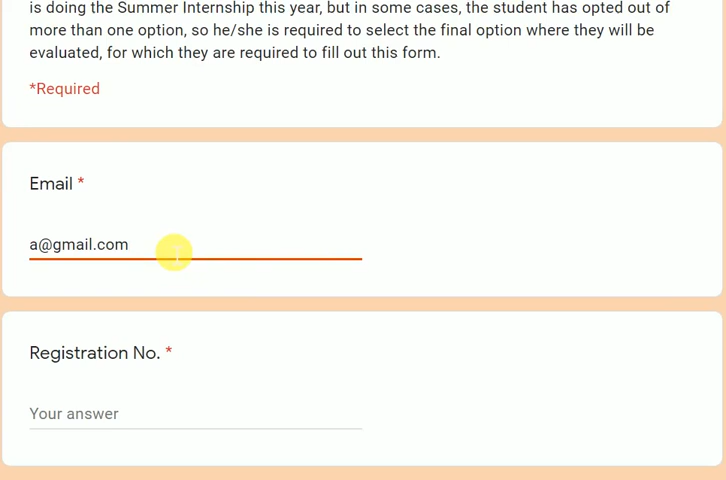 is doing the Summer Internship this year, but in some cases, the student has opted out of
more than one option, so he/she is required to select the final option where they will be
evaluated, for which they are required to fill out this form.
*Required
Email *
a@gmail.com
Registration No. *
Your answer